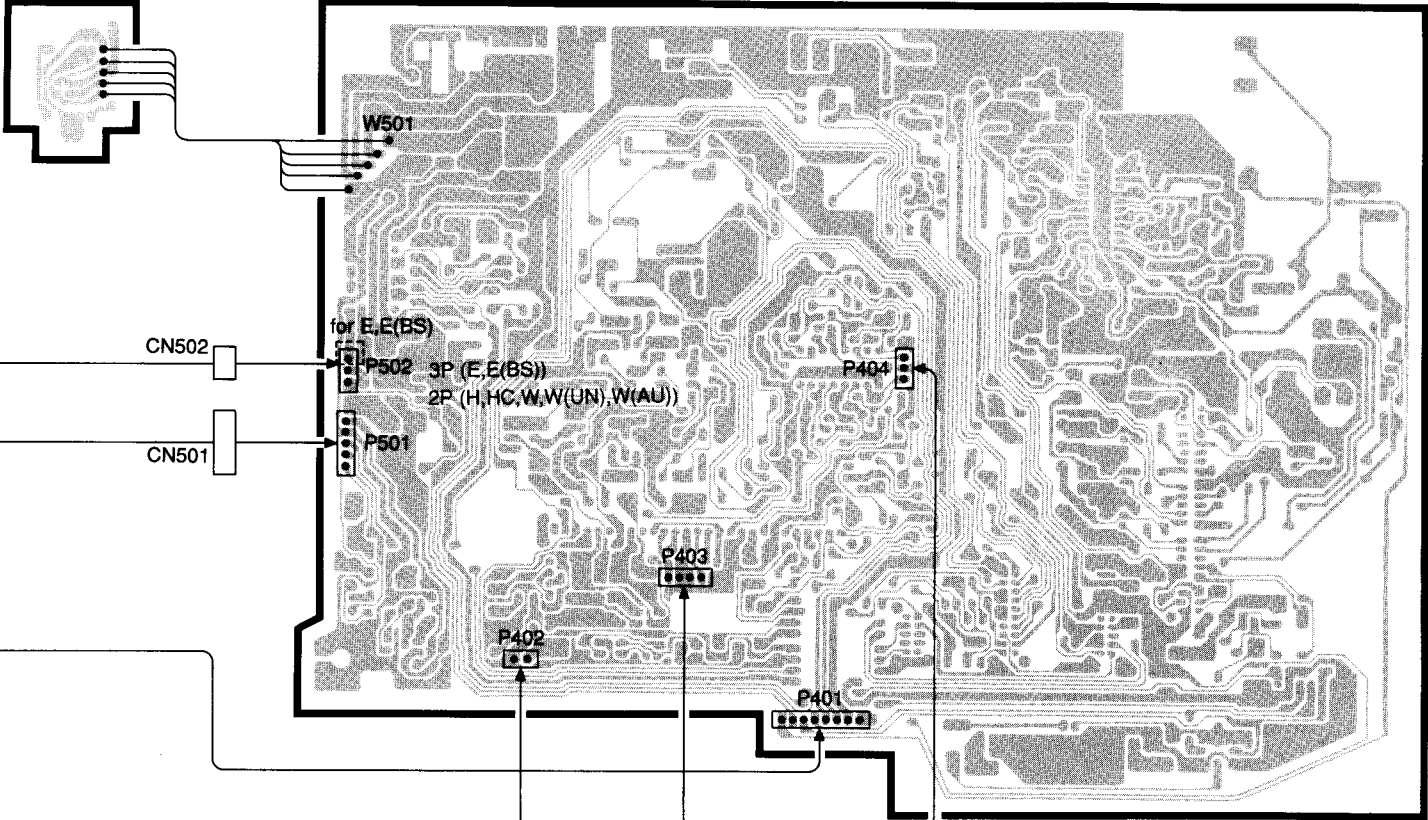 W501
for E,E(BS)
CN502
P502 3P (E,E(BS))
2P (H,HC,W,W(UN),W(AU))
P404
CN501
P501
P403
P402
P401